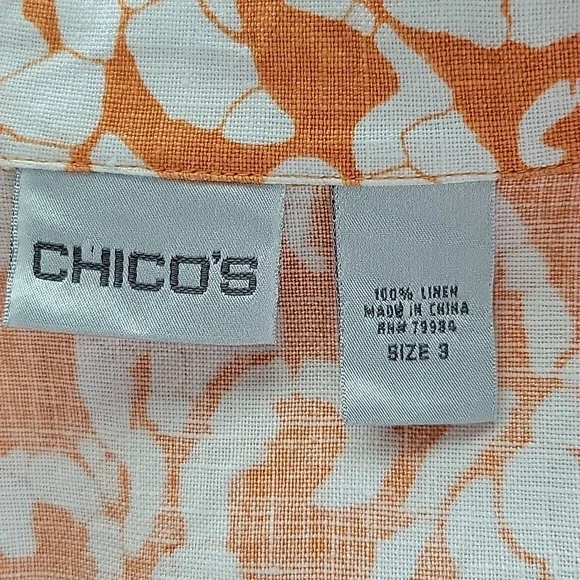 CHICO'S
100% LINEN
MADE IN CHINA
RN# 79984
SIZE 3